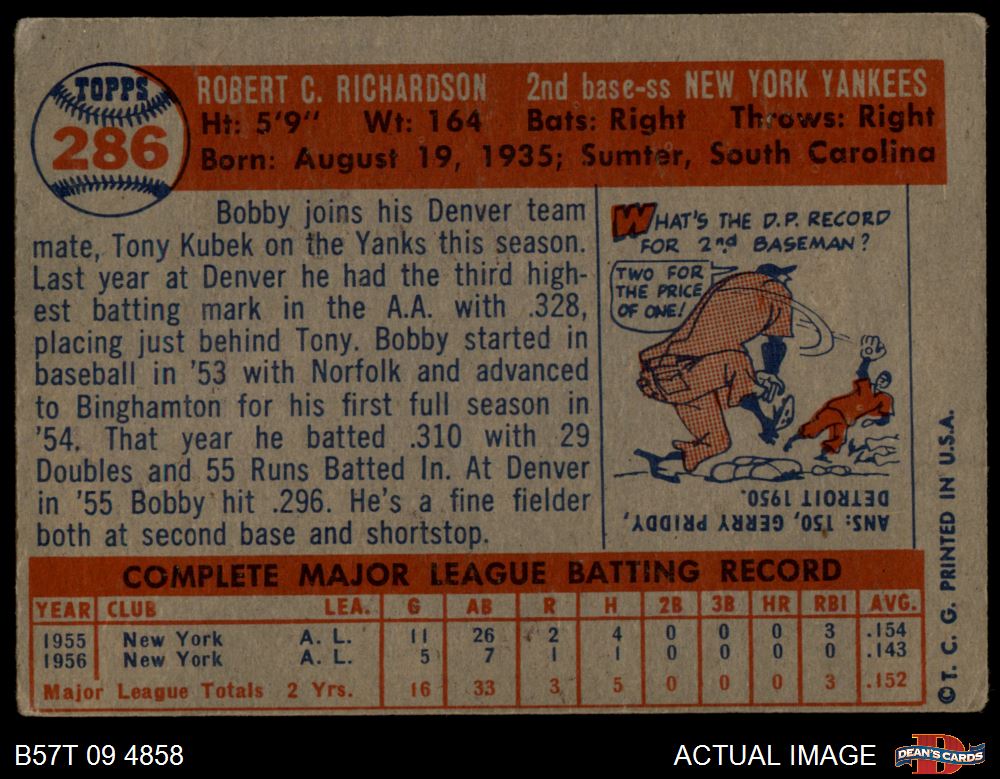 TOPPS
286
ROBERT C. RICHARDSON 2nd base-ss NEW YORK YANKEES
Ht: 5'9" Wt: 164 Bats: Right Throws: Right
Born: August 19, 1935; Sumter, South Carolina
Bobby joins his Denver team
mate, Tony Kubek on the Yanks this season.
Last year at Denver he had the third high-
est batting mark in the A.A. with .328,
placing just behind Tony. Bobby started in
baseball in '53 with Norfolk and advanced
to Binghamton for his first full season in
'54. That year he batted .310 with 29
Doubles and 55 Runs Batted In. At Denver
in '55 Bobby hit .296. He's a fine fielder
both at second base and shortstop.
WHAT'S THE D.P. RECORD
FOR 2nd BASEMAN?
TWO FOR
THE PRICE
OF ONE!
ANS: 150, GERRY PRIDDY,
DETROIT 1950.
COMPLETE MAJOR LEAGUE BATTING RECORD
YEAR CLUB LEA. G AB R H 2B 3B HR RBI AVG.
1955 New York A. L. 11 26 2 4 0 0 0 3 .154
1956 New York A. L. 5 7 1 1 0 0 0 0 .143
Major League Totals 2 Yrs. 16 33 3 5 0 0 0 3 .152
©T. C. G. PRINTED IN U.S.A.
B57T 09 4858
ACTUAL IMAGE
DEAN'S CARDS